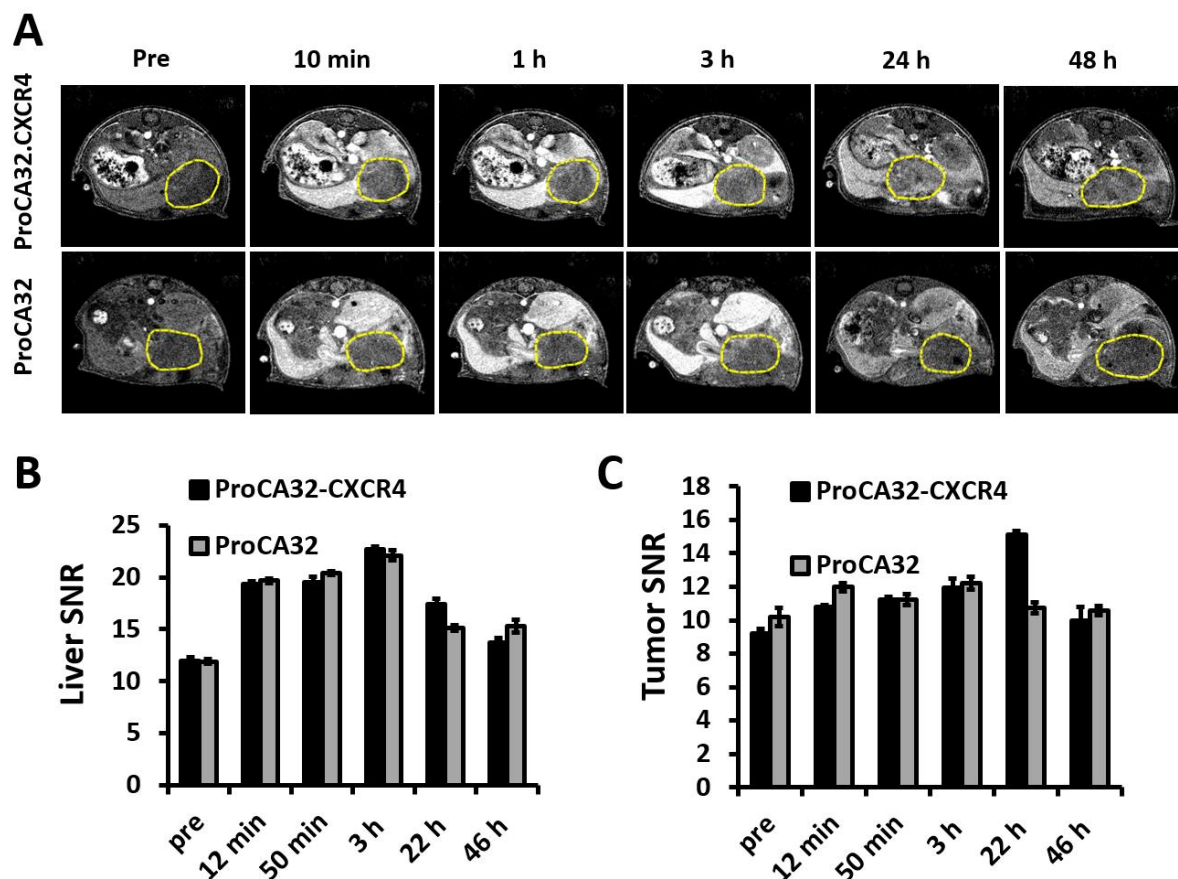 A
Pre 10 min 1 h 3 h 24 h 48 h
ProCA32.CXCR4
ProCA32
B
ProCA32-CXCR4
ProCA32
Liver SNR
25
20
15
10
5
0
pre 12 min 50 min 3 h 22 h 46 h
C
ProCA32-CXCR4
ProCA32
Tumor SNR
18
16
14
12
10
8
6
4
2
0
pre 12 min 50 min 3 h 22 h 46 h